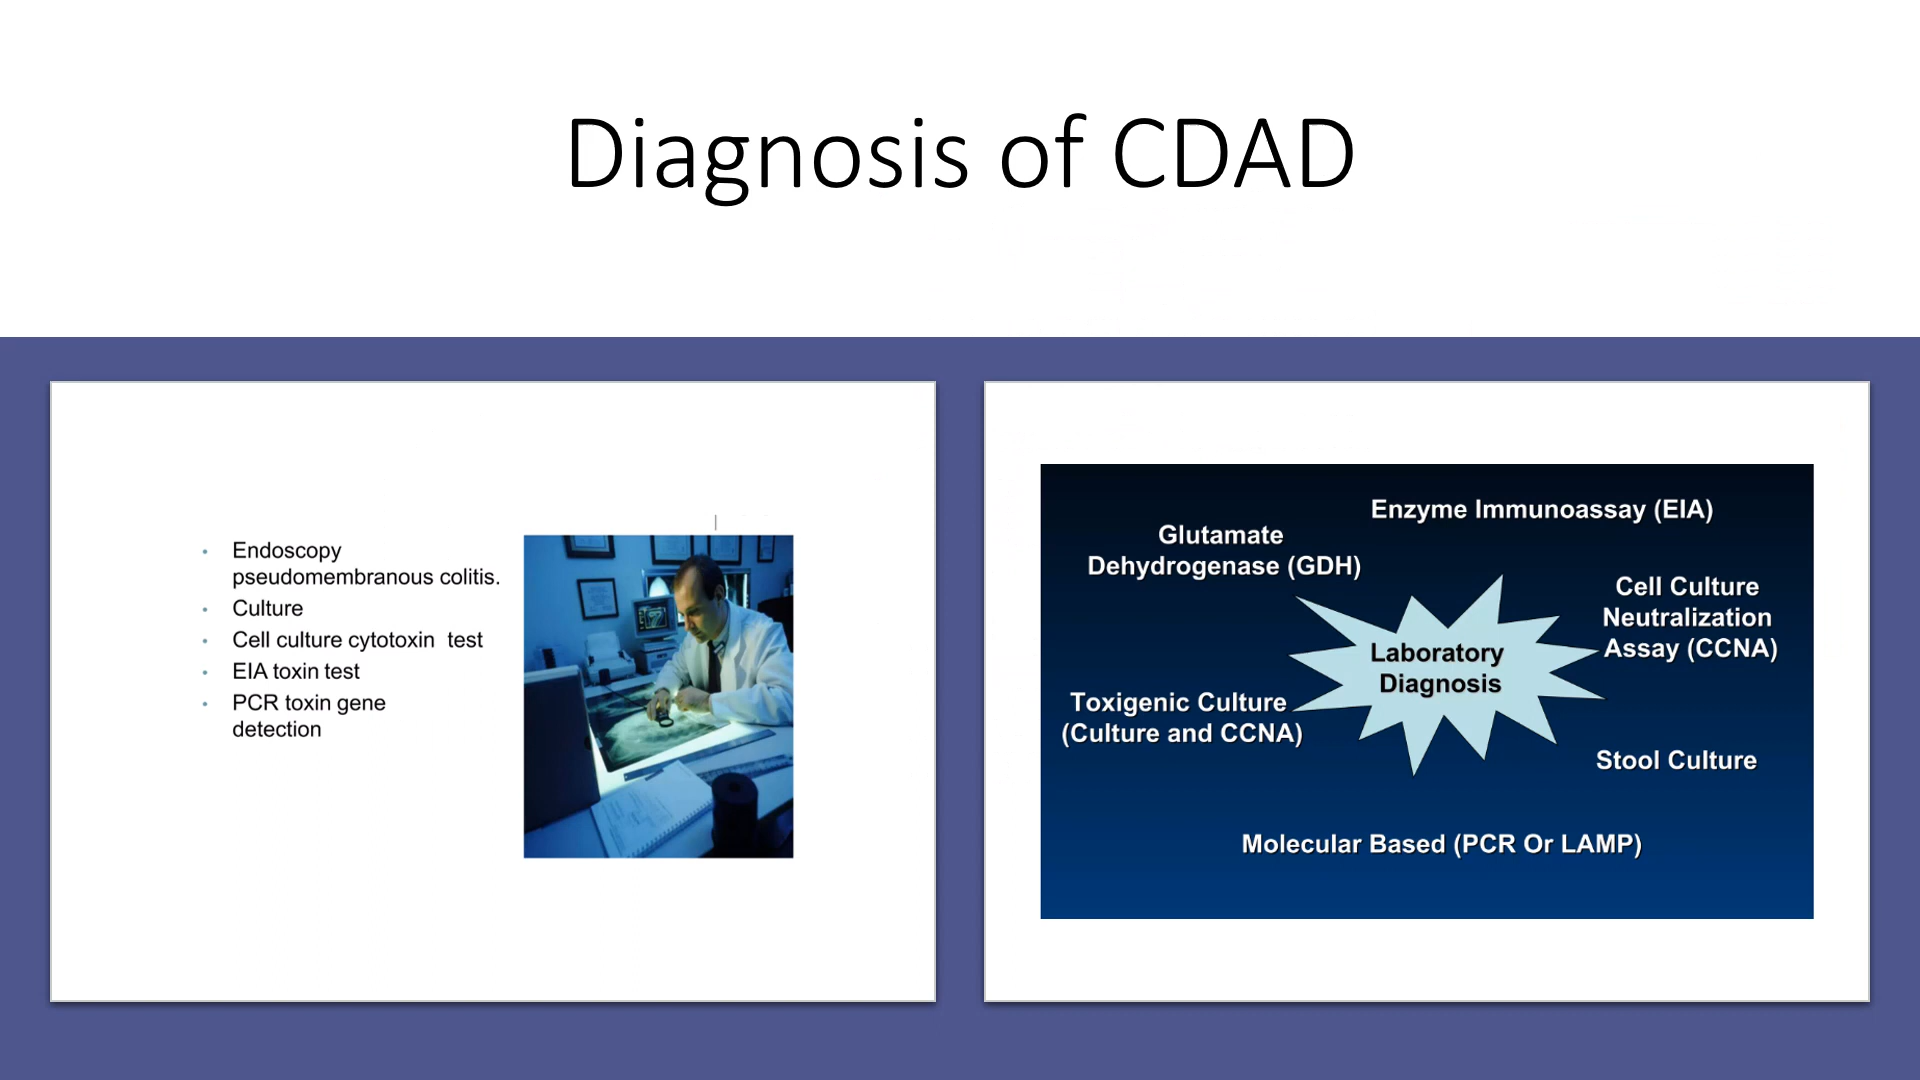 Diagnosis of CDAD
Endoscopy
pseudomembranous colitis.
Culture
Cell culture cytotoxin test
EIA toxin test
PCR toxin gene
detection
Enzyme Immunoassay (EIA)
Glutamate
Dehydrogenase (GDH)
Cell Culture
Neutralization
Assay (CCNA)
Laboratory
Diagnosis
Toxigenic Culture
(Culture and CCNA)
Stool Culture
Molecular Based (PCR Or LAMP)